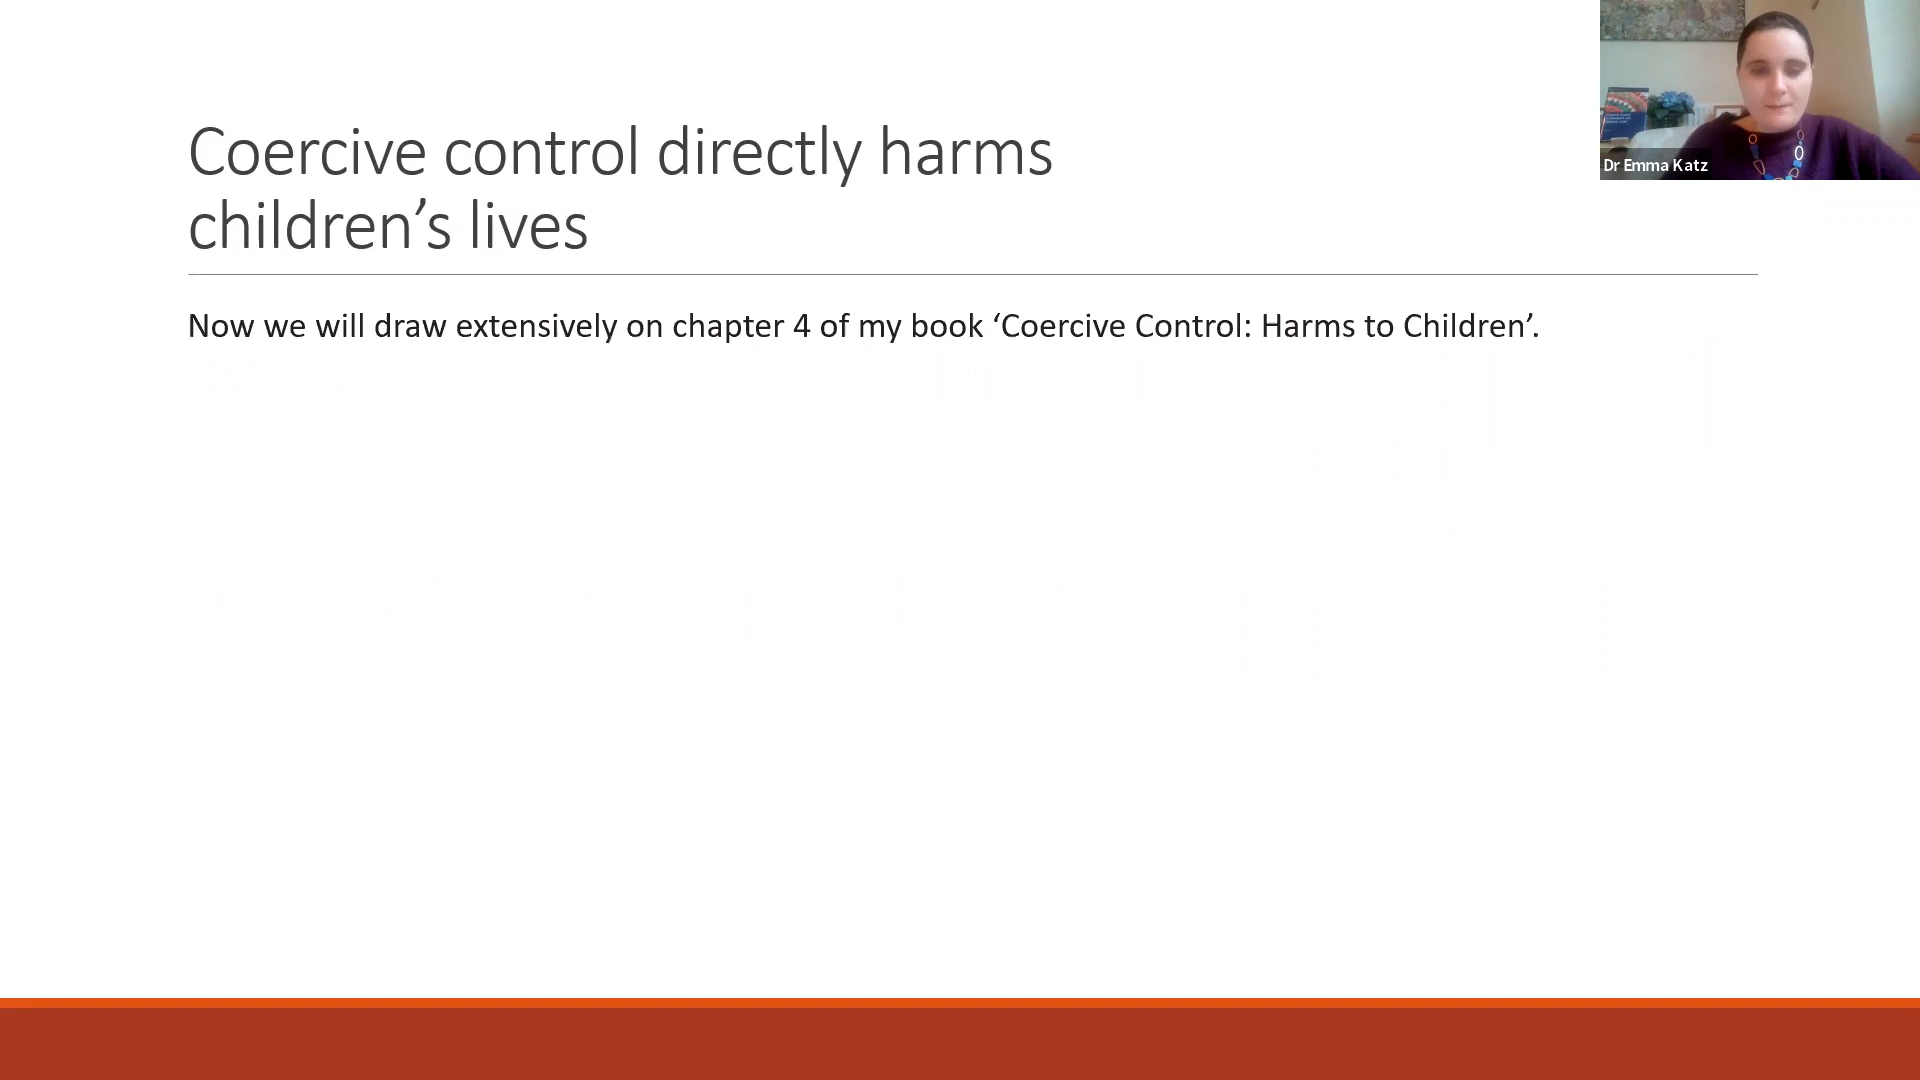 Coercive control directly harms
children’s lives
Now we will draw extensively on chapter 4 of my book ‘Coercive Control: Harms to Children’.
Dr Emma Katz